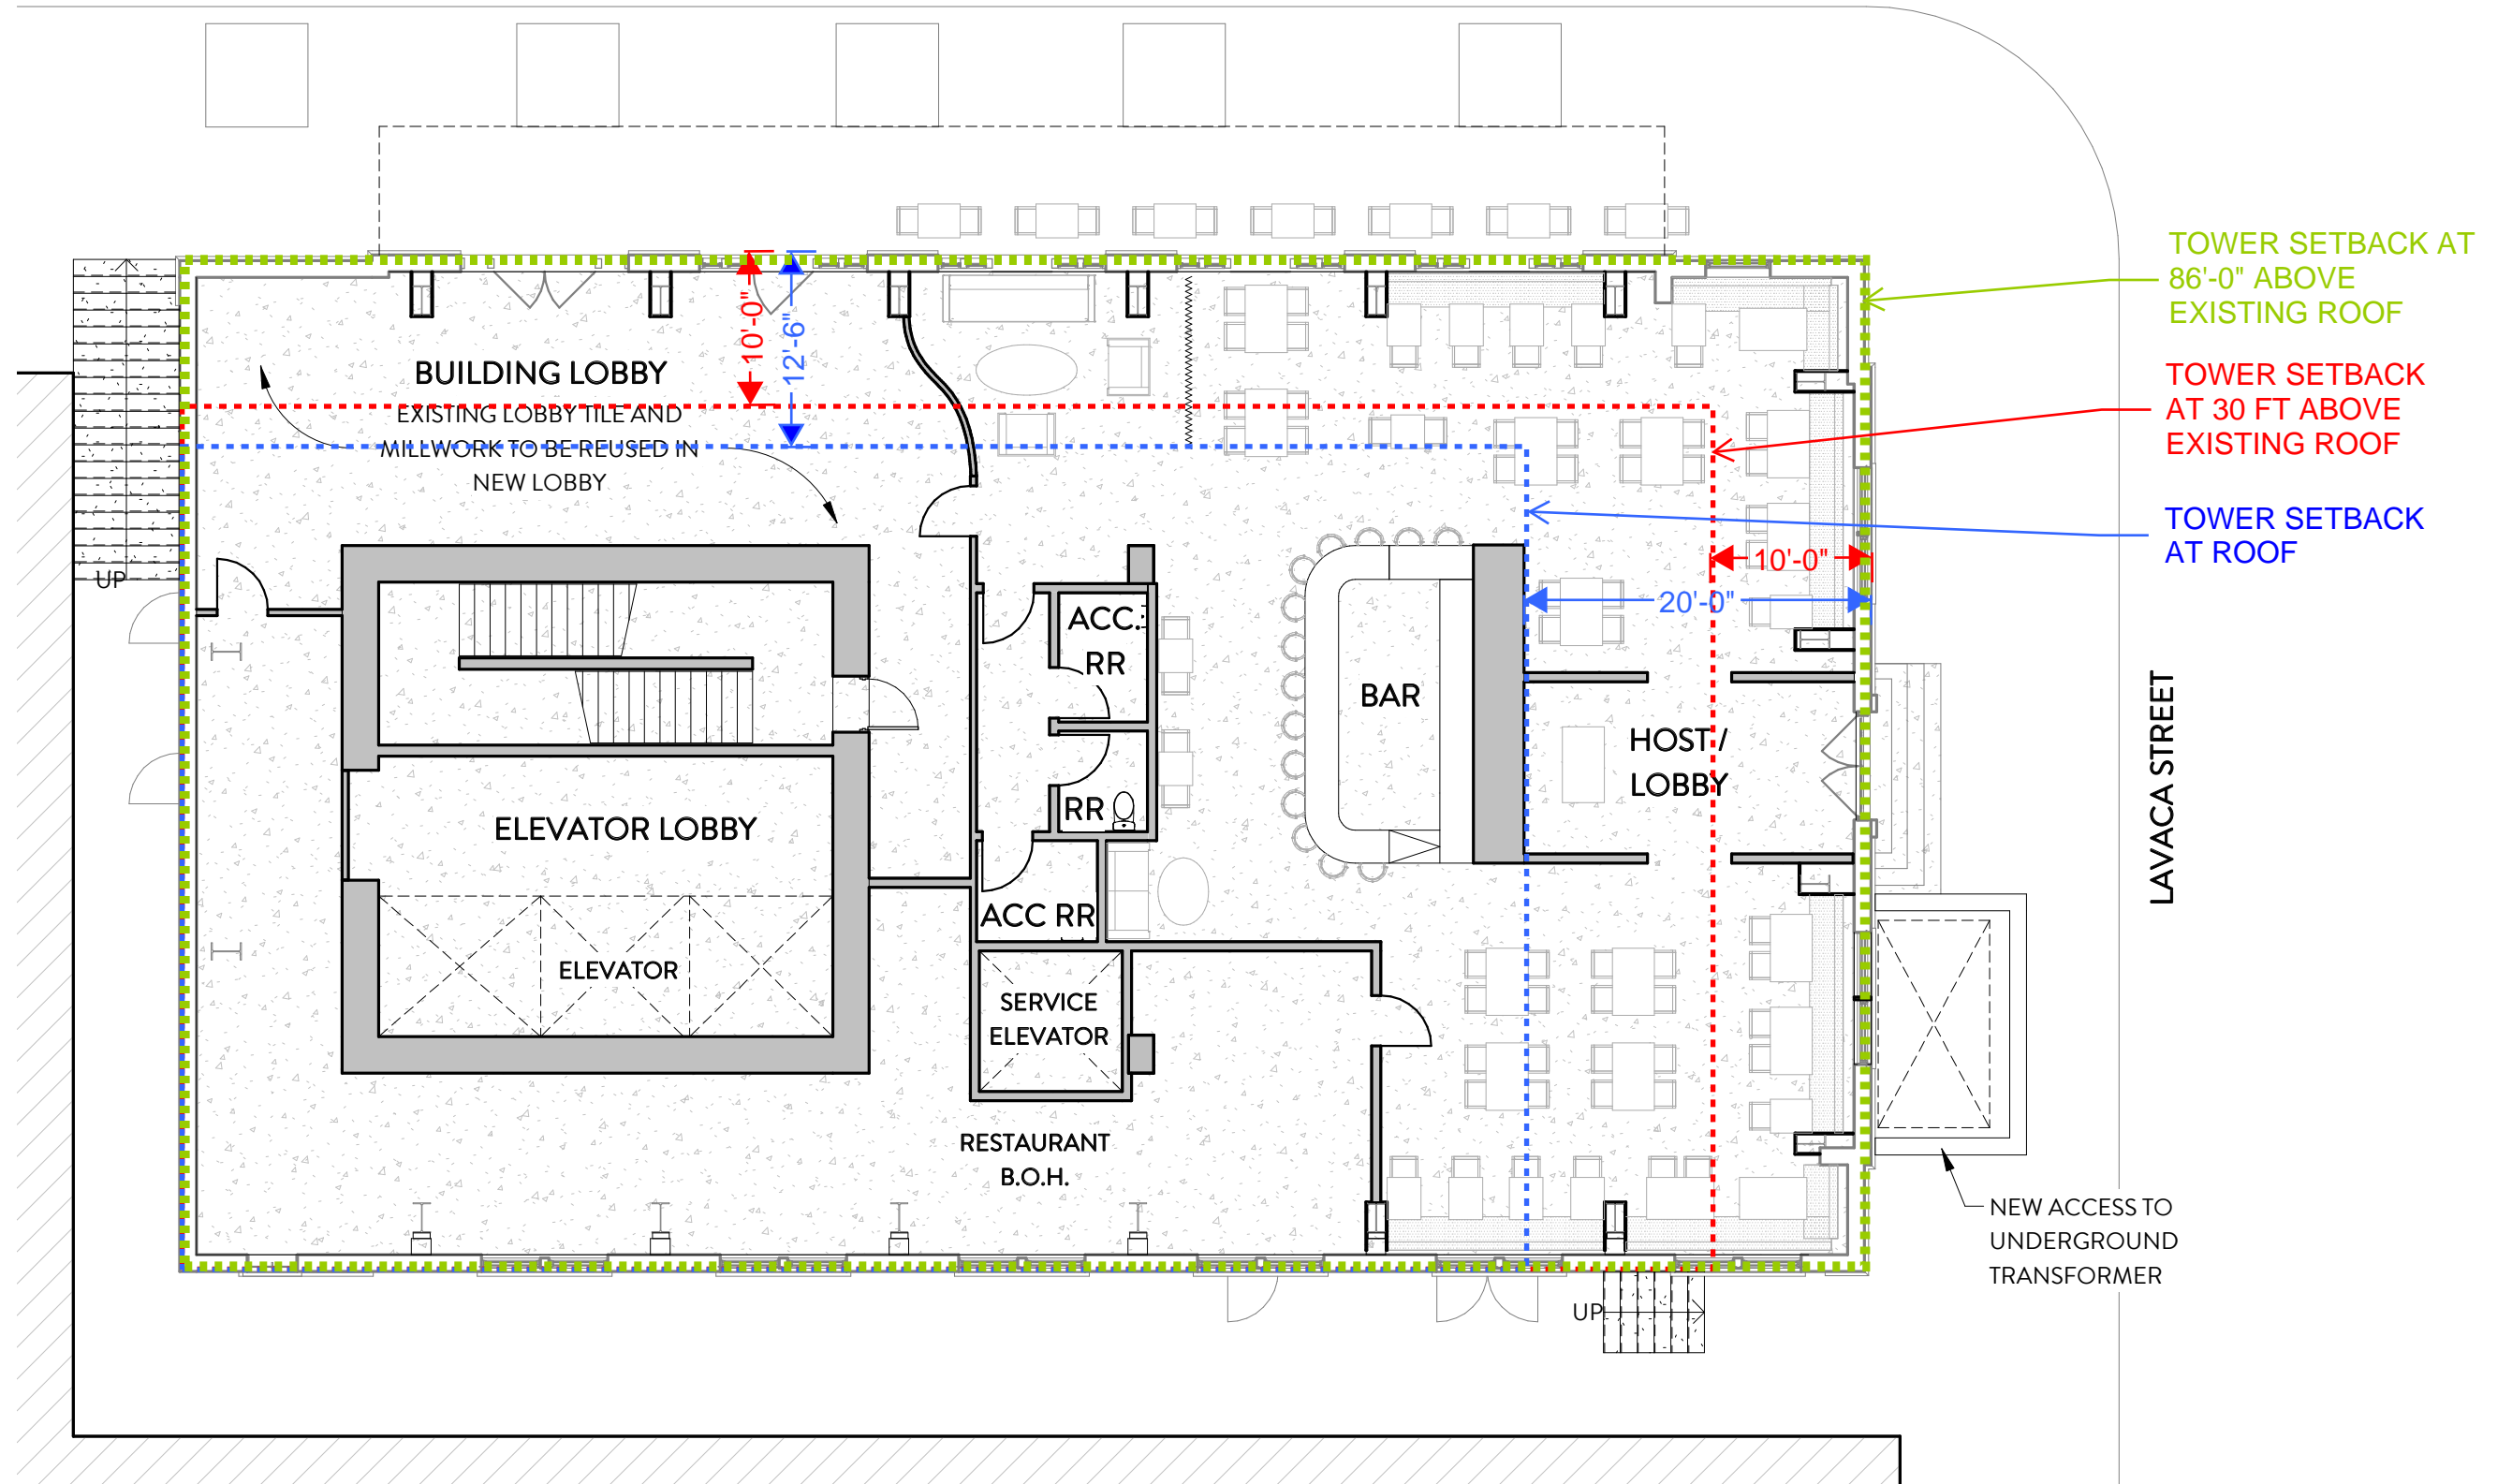 TOWER SETBACK AT
86'-0" ABOVE
EXISTING ROOF
TOWER SETBACK
AT 30 FT ABOVE
EXISTING ROOF
TOWER SETBACK
AT ROOF
10'-0"
12'-6"
BUILDING LOBBY
EXISTING LOBBY TILE AND
MILLWORK TO BE REUSED IN
NEW LOBBY
UP
10'-0"
20'-0"
ACC.
RR
BAR
HOST /
LOBBY
LAVACA STREET
RR
ELEVATOR LOBBY
ACC RR
ELEVATOR
SERVICE
ELEVATOR
RESTAURANT
B.O.H.
NEW ACCESS TO
UNDERGROUND
TRANSFORMER
UP